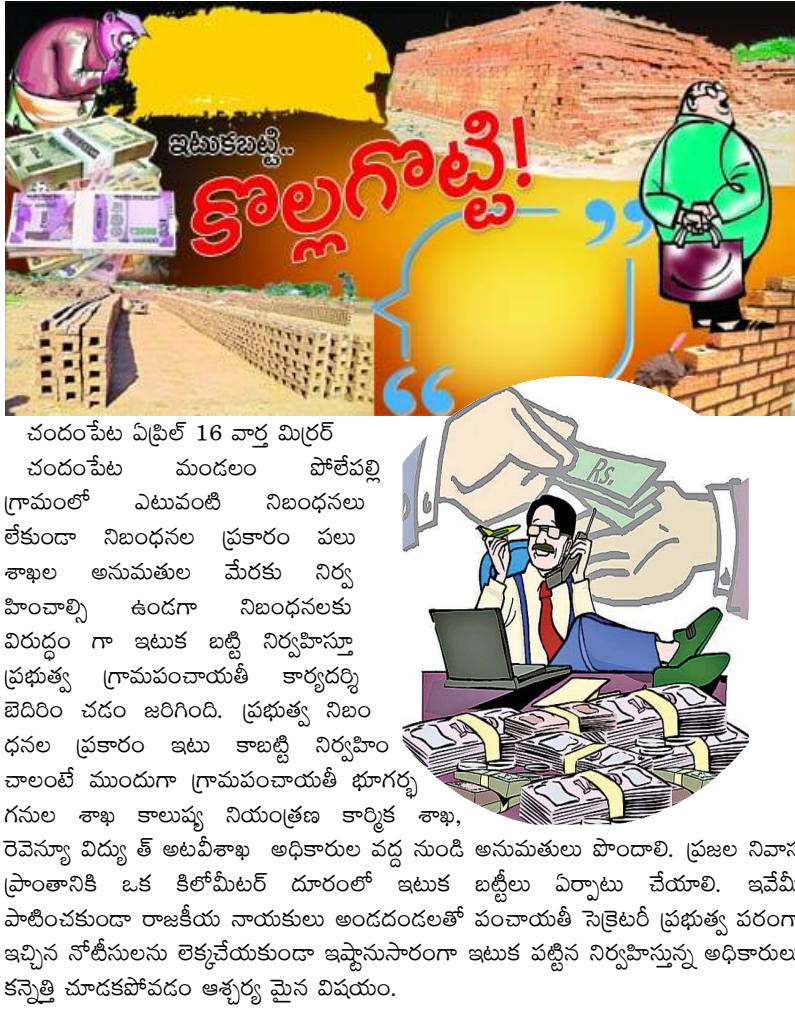 ఇటుకబట్టి..
కొల్లగొట్టి!
Rs.
చందంపేట ఏప్రిల్ 16 వార్త మిర్రర్
చందంపేట మండలం పోలేపల్లి
గ్రామంలో ఎటువంటి నిబంధనలు
లేకుండా నిబంధనల ప్రకారం పలు
శాఖల అనుమతుల మేరకు నిర్వ
హించాల్సి ఉండగా నిబంధనలకు
విరుద్ధం గా ఇటుక బట్టి నిర్వహిస్తూ
ప్రభుత్వ గ్రామపంచాయతీ కార్యదర్శి
బెదిరిం చడం జరిగింది. ప్రభుత్వ నిబం
ధనల ప్రకారం ఇటు కాబట్టి నిర్వహిం
చాలంటే ముందుగా గ్రామపంచాయతీ భూగర్భ
గనుల శాఖ కాలుష్య నియంత్రణ కార్మిక శాఖ,
రెవెన్యూ విద్యు త్ అటవీశాఖ అధికారుల వద్ద నుండి అనుమతులు పొందాలి. ప్రజల నివాస
ప్రాంతానికి ఒక కిలోమీటర్ దూరంలో ఇటుక బట్టీలు ఏర్పాటు చేయాలి. ఇవేమీ
పాటించకుండా రాజకీయ నాయకులు అండదండలతో పంచాయతీ సెక్రెటరీ ప్రభుత్వ పరంగా
ఇచ్చిన నోటీసులను లెక్కచేయకుండా ఇష్టానుసారంగా ఇటుక పట్టిన నిర్వహిస్తున్న అధికారులు
కన్నెత్తి చూడకపోవడం ఆశ్చర్య మైన విషయం.